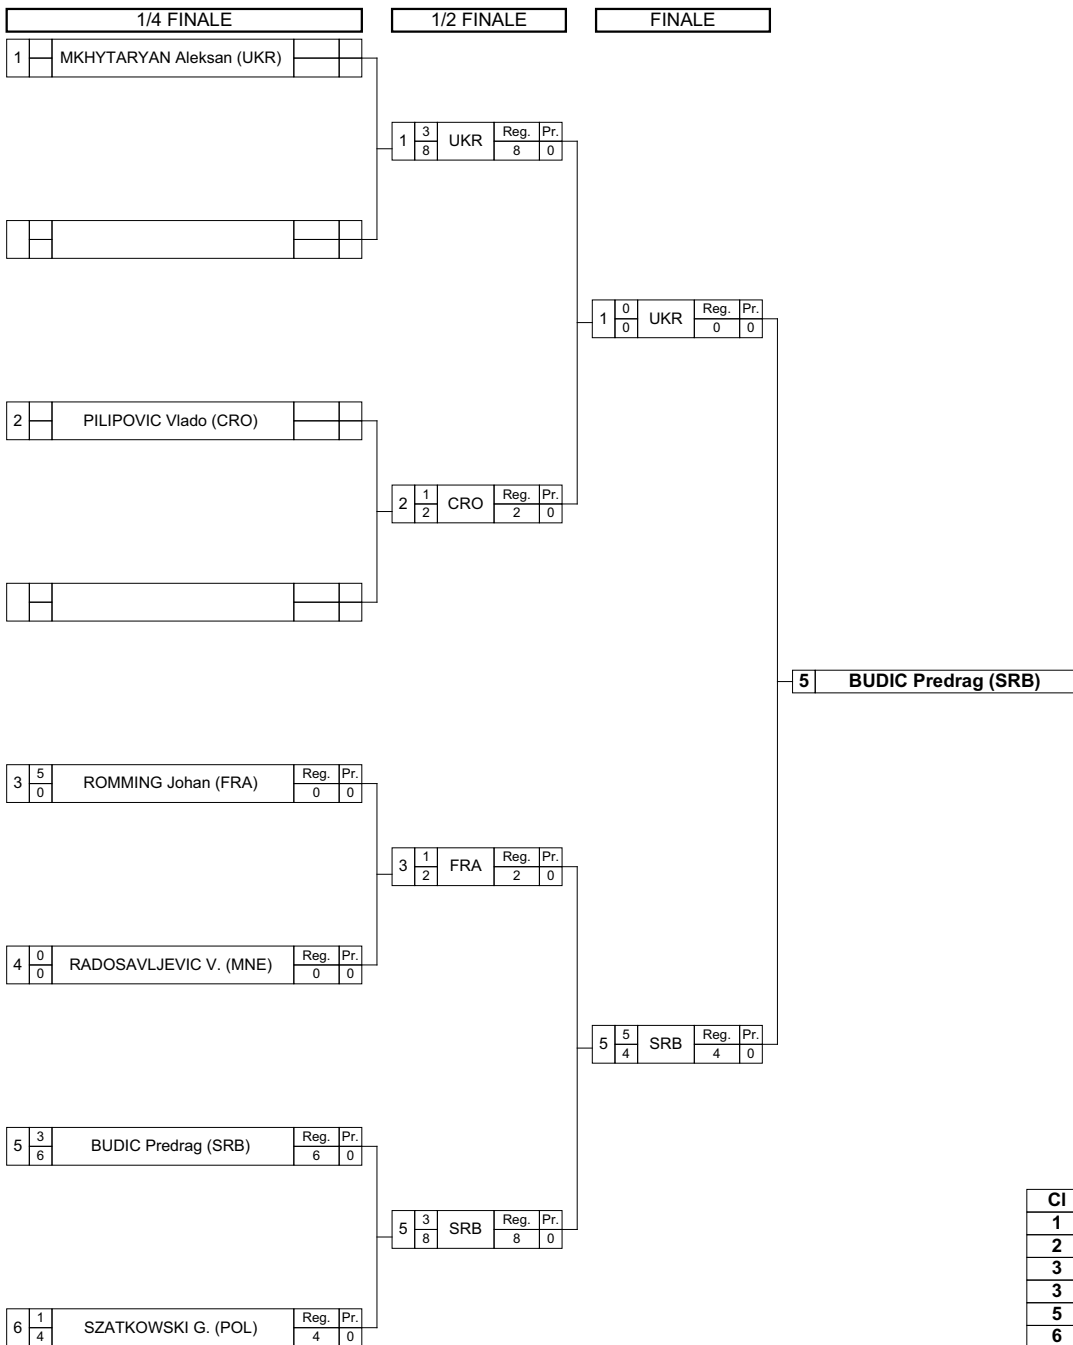 1/4 FINALE 1/2 FINALE FINALE
1 MKHYTARYAN Aleksan (UKR)
3 Reg. Pr.
1 UKR
8 8 0
0 Reg. Pr.
1 UKR
0 0 0
2 PILIPOVIC Vlado (CRO)
1 Reg. Pr.
2 CRO
2 2 0
5 BUDIC Predrag (SRB)
5 Reg. Pr.
3 ROMMING Johan (FRA)
0 0 0
1 Reg. Pr.
3 FRA
2 2 0
0 Reg. Pr.
4 RADOSAVLJEVIC V. (MNE)
0 0 0
5 Reg. Pr.
5 SRB
4 4 0
3 Reg. Pr.
5 BUDIC Predrag (SRB)
6 6 0
Cl
3 Reg. Pr.
1
5 SRB
8 8 0
2
3
3
5
1 Reg. Pr.
6 SZATKOWSKI G. (POL)
4 4 0
6